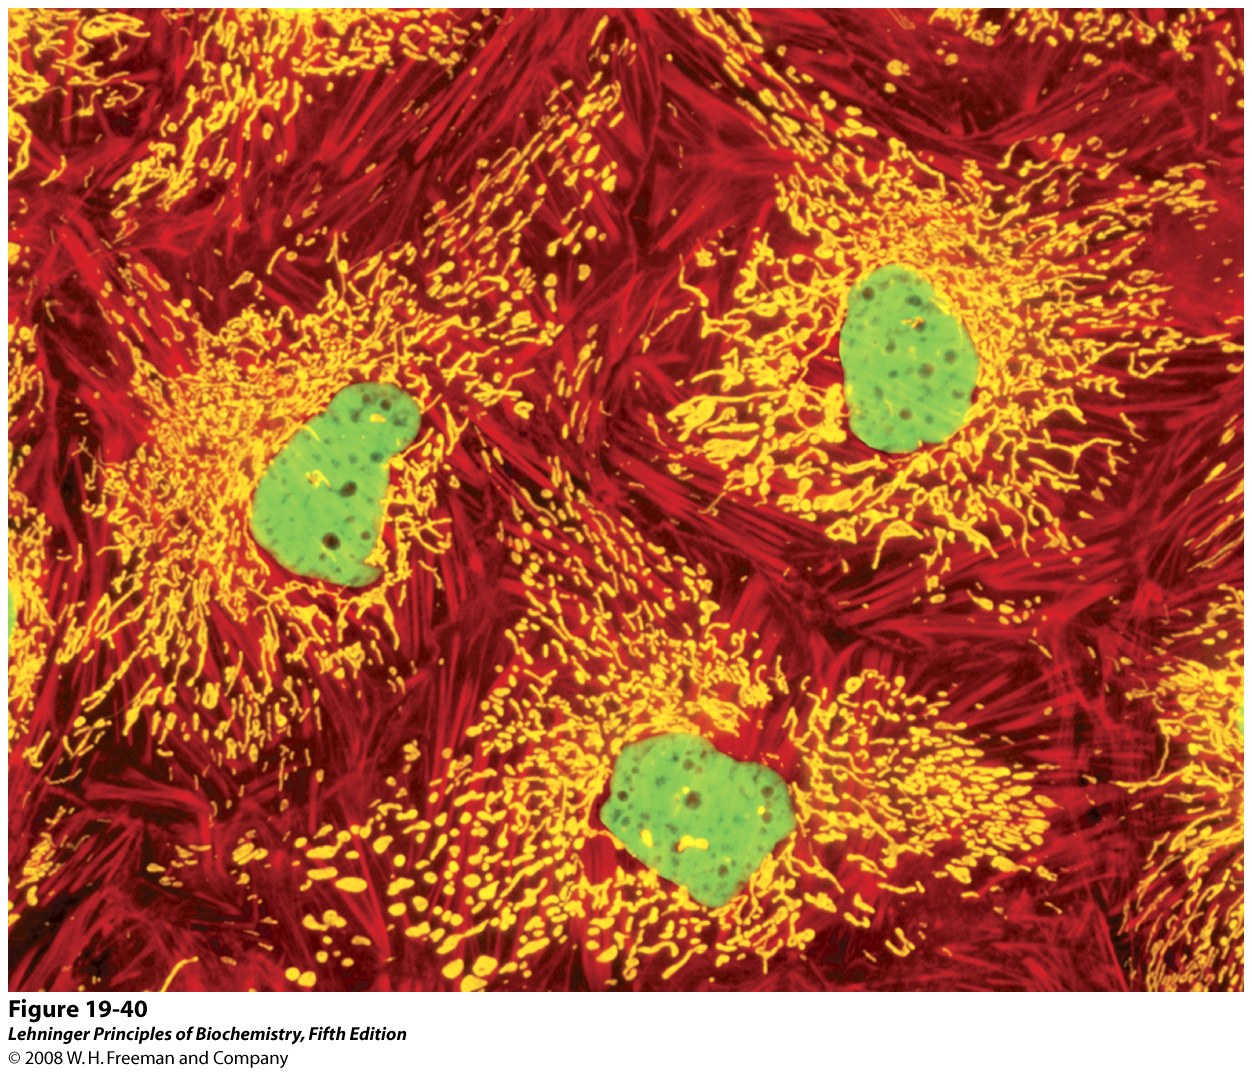 Figure 19-40
Lehninger Principles of Biochemistry, Fifth Edition
© 2008 W. H. Freeman and Company